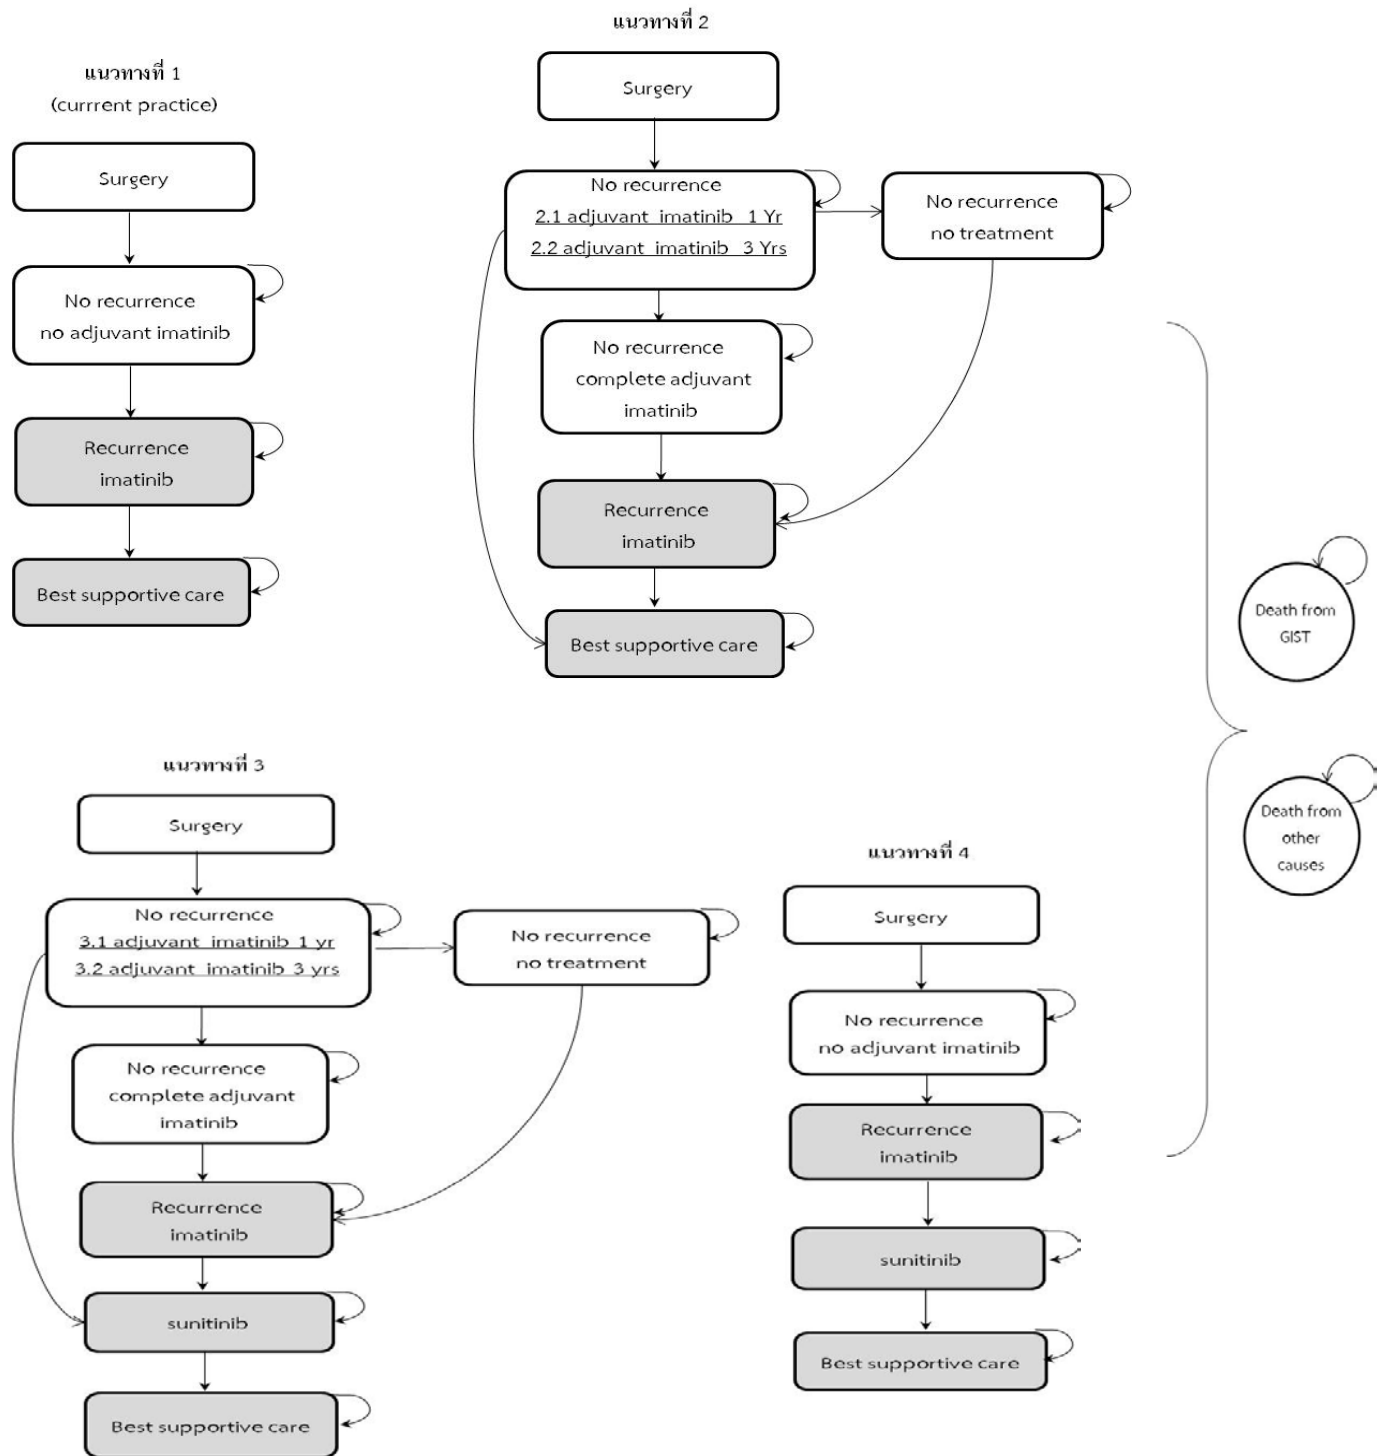 แนวทางที่ 1
(currrent practice)
Surgery
No recurrence
no adjuvant imatinib
Recurrence
imatinib
Best supportive care
แนวทางที่ 2
Surgery
No recurrence
2.1 adjuvant imatinib 1 Yr
2.2 adjuvant imatinib 3 Yrs
No recurrence
no treatment
No recurrence
complete adjuvant
imatinib
Recurrence
imatinib
Best supportive care
แนวทางที่ 3
Surgery
No recurrence
3.1 adjuvant imatinib 1 yr
3.2 adjuvant imatinib 3 yrs
No recurrence
no treatment
No recurrence
complete adjuvant
imatinib
Recurrence
imatinib
sunitinib
Best supportive care
แนวทางที่ 4
Surgery
No recurrence
no adjuvant imatinib
Recurrence
imatinib
sunitinib
Best supportive care
Death from
GIST
Death from
other
causes